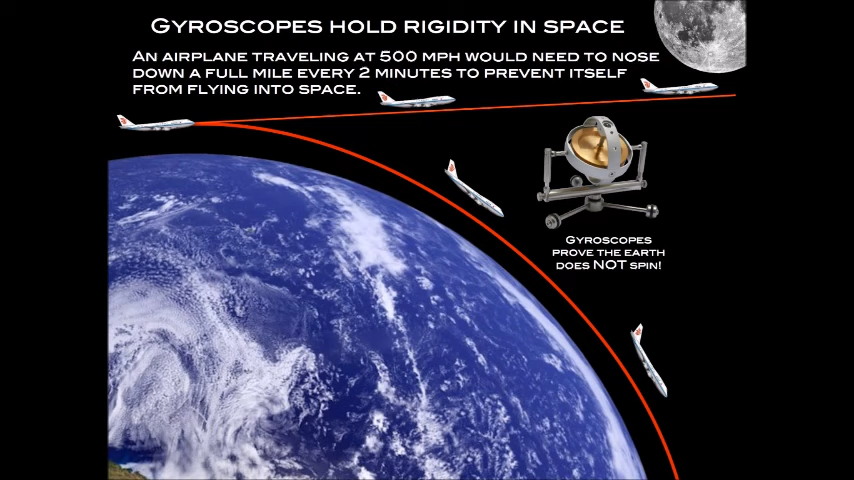 Gyroscopes hold rigidity in space
An airplane traveling at 500 mph would need to nose
down a full mile every 2 minutes to prevent itself
from flying into space.
Gyroscopes
prove the earth
does NOT spin!